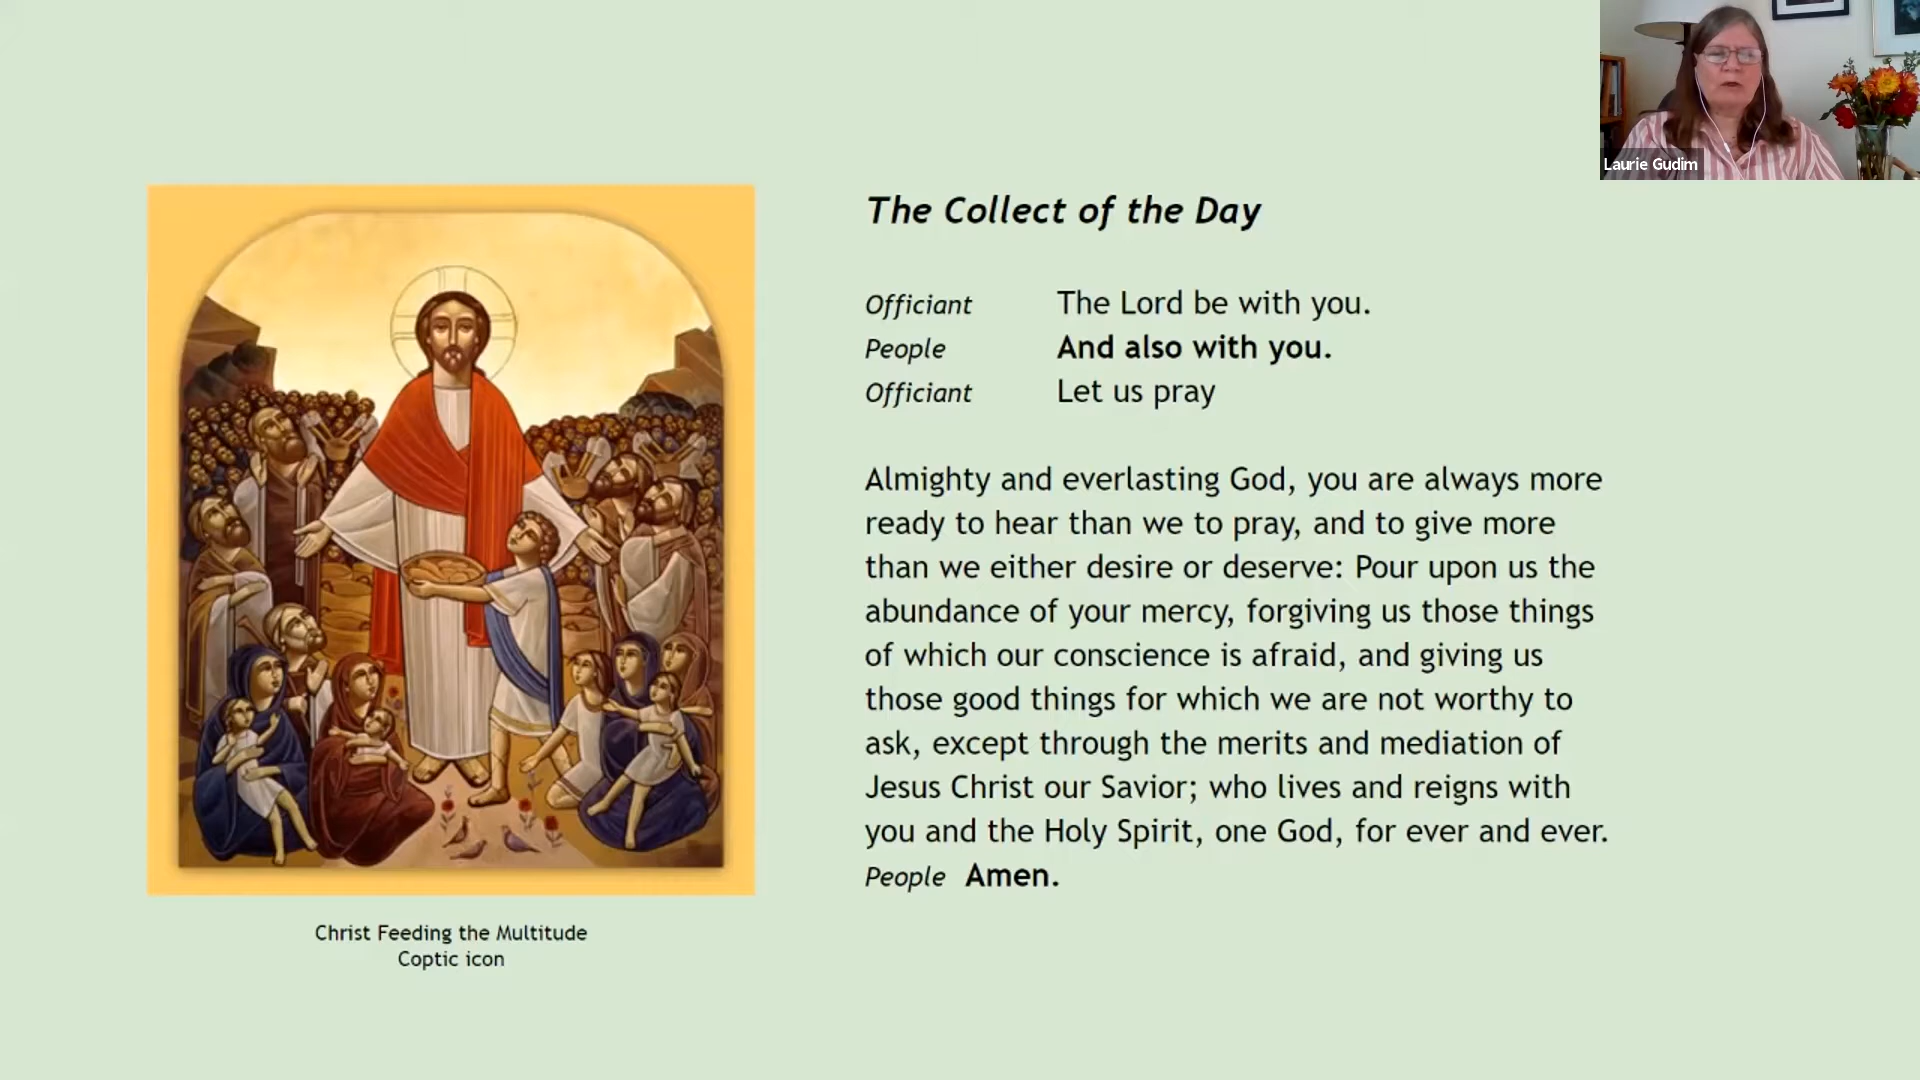 Laurie Gudim
The Collect of the Day
Officiant The Lord be with you.
People And also with you.
Officiant Let us pray
Almighty and everlasting God, you are always more
ready to hear than we to pray, and to give more
than we either desire or deserve: Pour upon us the
abundance of your mercy, forgiving us those things
of which our conscience is afraid, and giving us
those good things for which we are not worthy to
ask, except through the merits and mediation of
Jesus Christ our Savior; who lives and reigns with
you and the Holy Spirit, one God, for ever and ever.
People Amen.
Christ Feeding the Multitude
Coptic icon